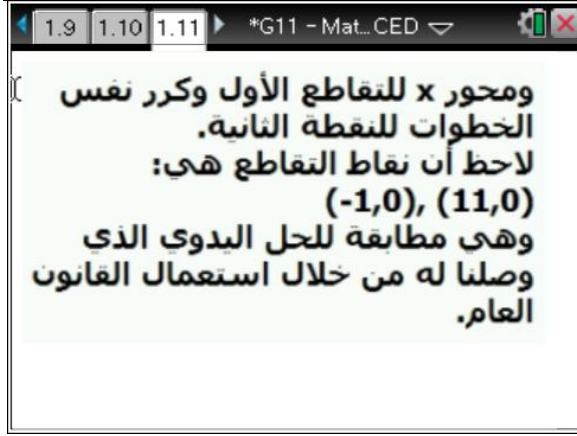 1.9 1.10 1.11 *G11 – Mat…CED
ومحور x للتقاطع الأول وكرر نفس
الخطوات للنقطة الثانية.
لاحظ أن نقاط التقاطع هي:
(-1,0), (11,0)
وهي مطابقة للحل اليدوي الذي
وصلنا له من خلال استعمال القانون
العام.